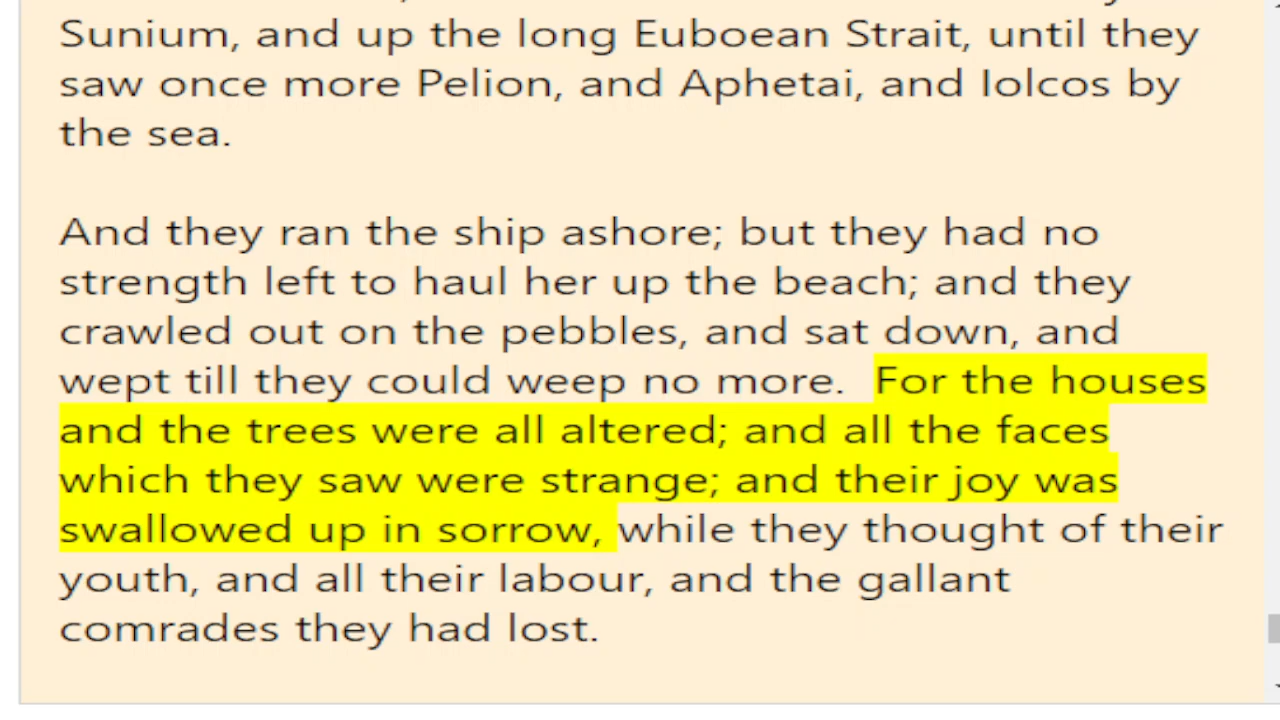 Sunium, and up the long Euboean Strait, until they
saw once more Pelion, and Aphetai, and Iolcos by
the sea.
And they ran the ship ashore; but they had no
strength left to haul her up the beach; and they
crawled out on the pebbles, and sat down, and
wept till they could weep no more.  For the houses
and the trees were all altered; and all the faces
which they saw were strange; and their joy was
swallowed up in sorrow, while they thought of their
youth, and all their labour, and the gallant
comrades they had lost.